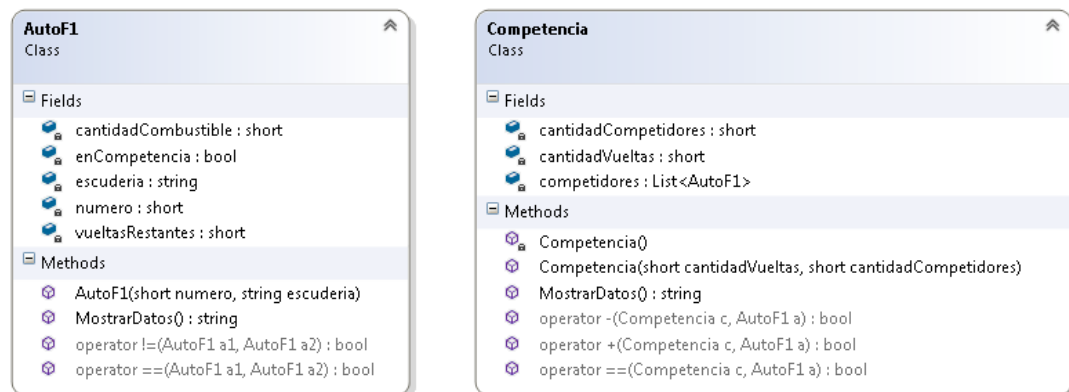 AutoF1
Class
Fields
cantidadCombustible : short
enCompetencia : bool
escuderia : string
numero : short
vueltasRestantes : short
Methods
AutoF1(short numero, string escuderia)
MostrarDatos() : string
operator !=(AutoF1 a1, AutoF1 a2) : bool
operator ==(AutoF1 a1, AutoF1 a2) : bool
Competencia
Class
Fields
cantidadCompetidores : short
cantidadVueltas : short
competidores : List<AutoF1>
Methods
Competencia()
Competencia(short cantidadVueltas, short cantidadCompetidores)
MostrarDatos() : string
operator -(Competencia c, AutoF1 a) : bool
operator +(Competencia c, AutoF1 a) : bool
operator ==(Competencia c, AutoF1 a) : bool